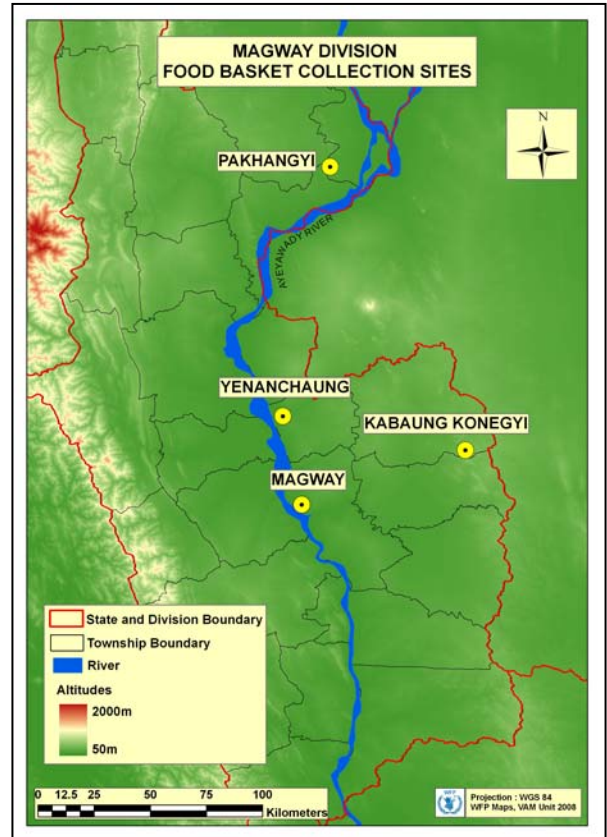 MAGWAY DIVISION
FOOD BASKET COLLECTION SITES
N
PAKHANGYI
AYEYAWADY RIVER
YENANCHAUNG
KABAUNG KONEGYI
MAGWAY
State and Division Boundary
Township Boundary
River
Altitudes
2000m
50m
0 12.5 25 50 75 100
Kilometers
WFP
Projection : WGS 84
WFP Maps, VAM Unit 2008